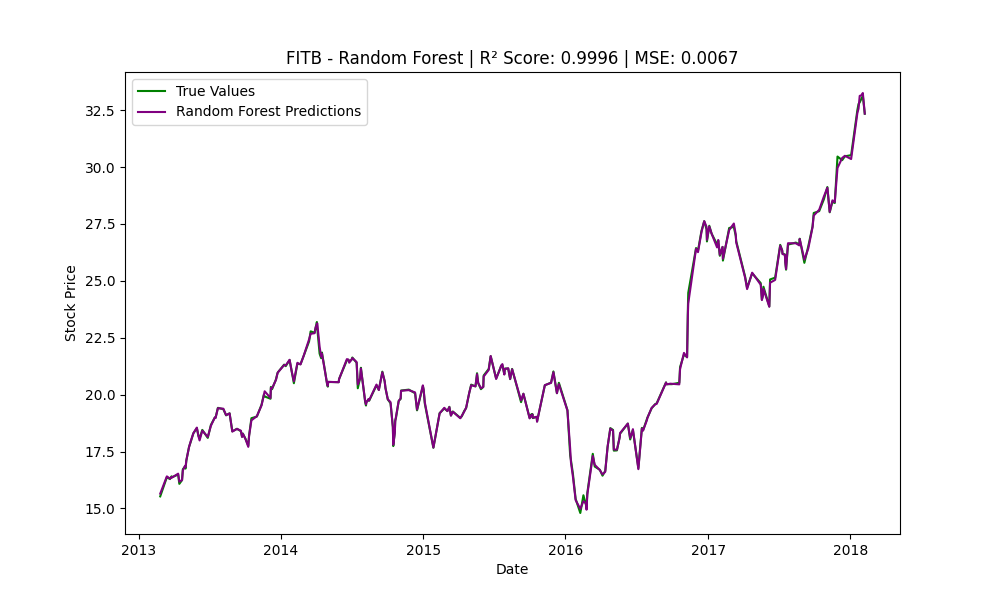 FITB - Random Forest | R² Score: 0.9996 | MSE: 0.0067
True Values
Random Forest Predictions
32.5
30.0
27.5
25.0
22.5
20.0
17.5
15.0
Stock Price
2013 2014 2015 2016 2017 2018
Date